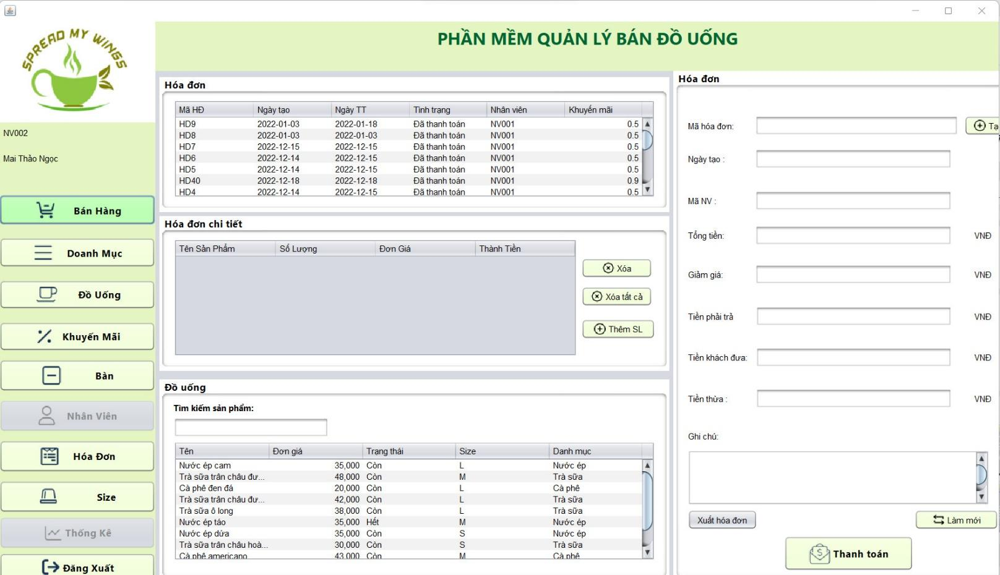 SPREAD MY WINGS
NV002
Mai Thảo Ngọc
Bán Hàng
Doanh Mục
Đồ Uống
Khuyến Mãi
Bàn
Nhân Viên
Hóa Đơn
Size
Thống Kê
Đăng Xuất
PHẦN MỀM QUẢN LÝ BÁN ĐỒ UỐNG
Hóa đơn
Mã HĐ Ngày tạo Ngày TT Tình trạng Nhân viên Khuyến mãi
HD9 2022-01-03 2022-01-18 Đã thanh toán NV001 0.5
HD8 2022-01-03 2022-01-03 Đã thanh toán NV001 0.5
HD7 2022-12-15 2022-12-15 Đã thanh toán NV001 0.5
HD6 2022-12-14 2022-12-15 Đã thanh toán NV001 0.5
HD5 2022-12-14 2022-12-15 Đã thanh toán NV001 0.5
HD40 2022-12-18 2022-12-18 Đã thanh toán NV001 0.9
HD4 2022-12-14 2022-12-15 Đã thanh toán NV001 0.5
Hóa đơn chi tiết
Tên Sản Phẩm Số Lượng Đơn Giá Thành Tiền
Xóa
Xóa tất cả
Thêm SL
Đồ uống
Tìm kiếm sản phẩm:
Tên Đơn giá Trạng thái Size Danh mục
Nước ép cam 35,000 Còn L Nước ép
Trà sữa trân châu đư... 48,000 Còn M Trà sữa
Cà phê đen đá 20,000 Còn L Cà phê
Trà sữa trân châu đư... 42,000 Còn L Trà sữa
Trà sữa ô long 38,000 Còn L Trà sữa
Nước ép táo 35,000 Hết M Nước ép
Nước ép dứa 35,000 Còn S Nước ép
Trà sữa trân châu hoà... 30,000 Còn S Trà sữa
Cà phê americano 43,000 Còn M Cà phê
Hóa đơn
Mã hóa đơn:
Ngày tạo :
Mã NV :
Tổng tiền: VNĐ
Giảm giá: VNĐ
Tiền phải trả VNĐ
Tiền khách đưa: VNĐ
Tiền thừa : VNĐ
Ghi chú:
Xuất hóa đơn
Làm mới
Thanh toán